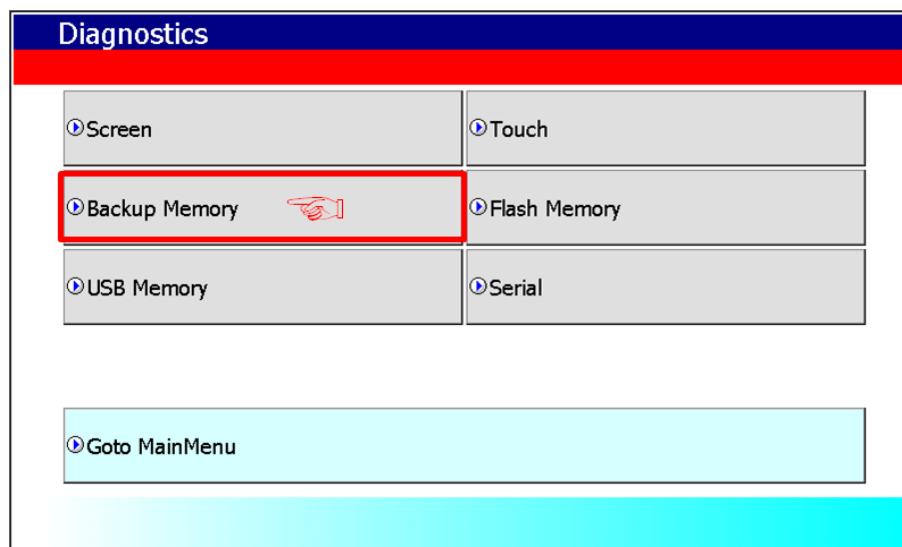 Diagnostics
Screen
Touch
Backup Memory
Flash Memory
USB Memory
Serial
Goto MainMenu